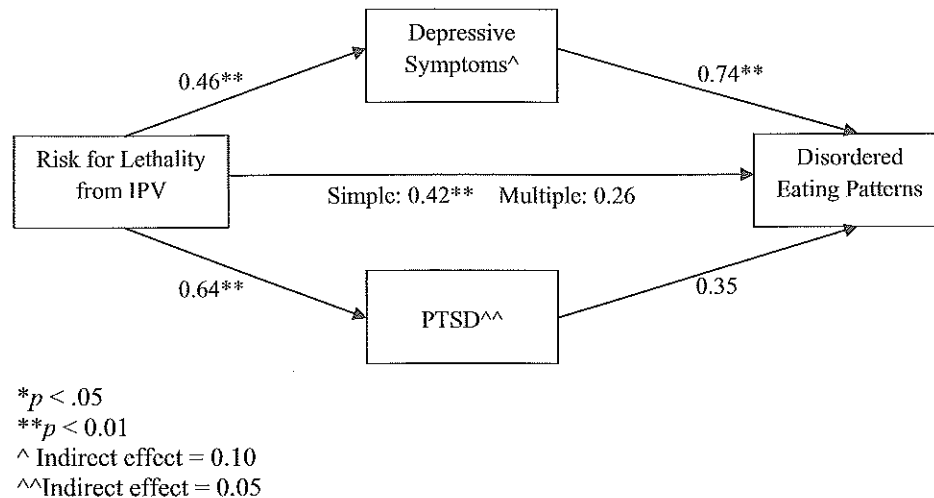 Depressive
Symptoms^
0.46**
0.74**
Risk for Lethality
from IPV
Disordered
Eating Patterns
Simple: 0.42** Multiple: 0.26
0.64**
0.35
PTSD^^
*p < .05
**p < 0.01
^ Indirect effect = 0.10
^^Indirect effect = 0.05